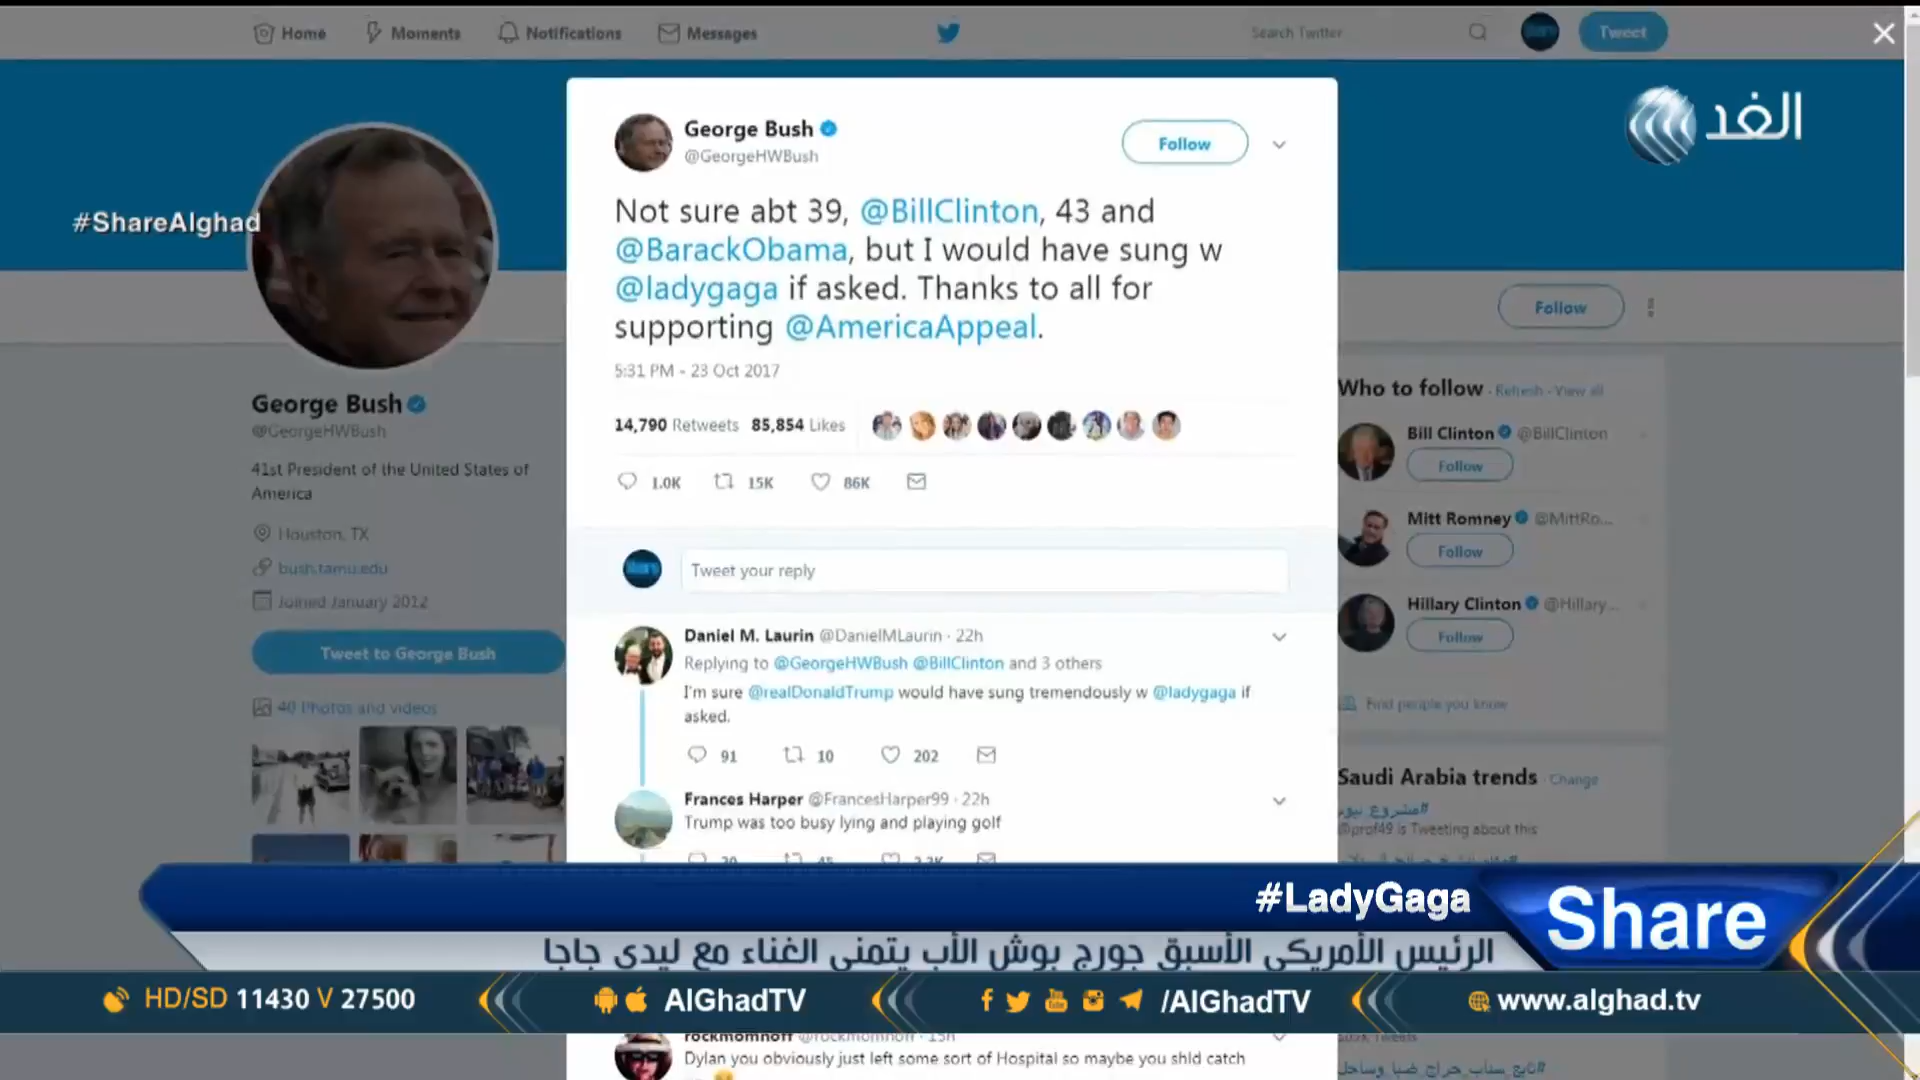 Home
Moments
Notifications
Messages
Search Twitter
Tweet
الغد
#ShareAlghad
George Bush
@GeorgeHWBush
Follow
Not sure abt 39, @BillClinton, 43 and
@BarackObama, but I would have sung w
@ladygaga if asked. Thanks to all for
supporting @AmericaAppeal.
5:31 PM - 23 Oct 2017
14,790 Retweets 85,854 Likes
1.0K 15K 86K
Tweet your reply
Daniel M. Laurin @DanielMLaurin · 22h
Replying to @GeorgeHWBush @BillClinton and 3 others
I'm sure @realDonaldTrump would have sung tremendously w @ladygaga if
asked.
91 10 202
Frances Harper @FrancesHarper99 · 22h
Trump was too busy lying and playing golf
George Bush
@GeorgeHWBush
41st President of the United States of
America
Houston, TX
bush.tamu.edu
Joined January 2012
Tweet to George Bush
40 Photos and videos
Follow
Who to follow · Refresh · View all
Bill Clinton @BillClinton
Follow
Mitt Romney @MittRo...
Follow
Hillary Clinton @Hillary...
Follow
Find people you know
Saudi Arabia trends · Change
@prof49 is Tweeting about this
#LadyGaga
Share
الرئيس الأمريكي الأسبق جورج بوش الأب يتمنى الغناء مع ليدي جاجا
HD/SD 11430 V 27500
AlGhadTV
/AlGhadTV
www.alghad.tv
rockmomnoff @rockmomnoff · 15h
Dylan you obviously just left some sort of Hospital so maybe you shld catch